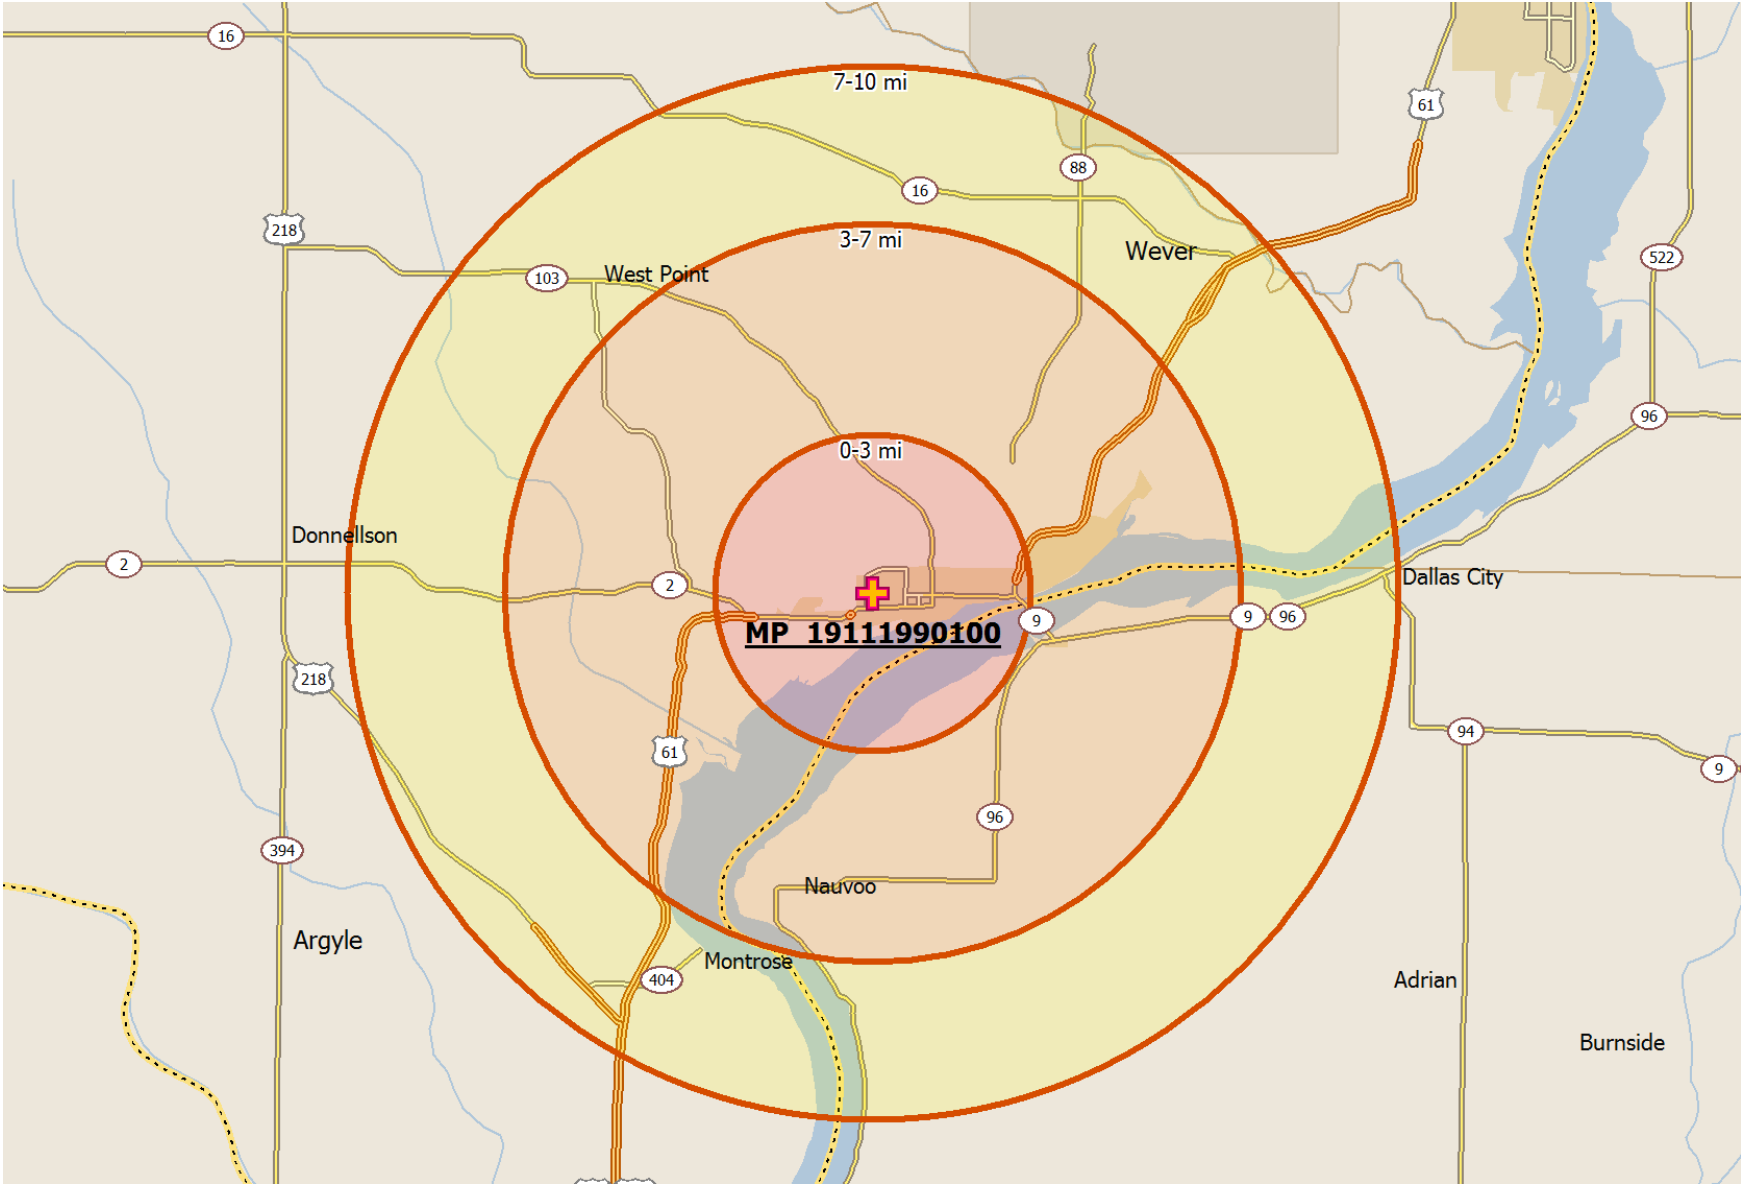 16
7-10 mi
61
88
16
218
3-7 mi
Wever
522
West Point
103
96
0-3 mi
Donnellson
2
Dallas City
2
9
96
9
MP_19111990100
218
94
61
9
96
394
Nauvoo
Argyle
Montrose
404
Adrian
Burnside